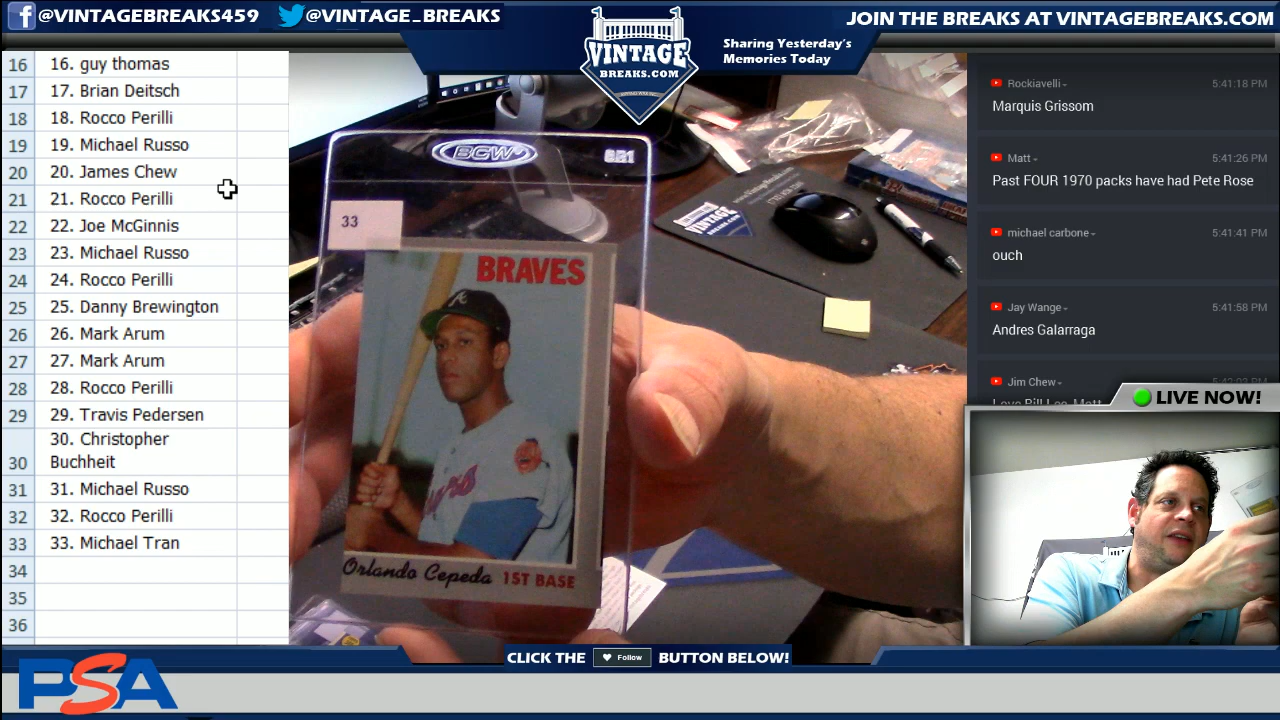 @VINTAGEBREAKS459
@VINTAGE_BREAKS
VINTAGE
BREAKS.COM
Sharing Yesterday's
Memories Today
JOIN THE BREAKS AT VINTAGEBREAKS.COM
16 16. guy thomas
17 17. Brian Deitsch
18 18. Rocco Perilli
19 19. Michael Russo
20 20. James Chew
21 21. Rocco Perilli
22 22. Joe McGinnis
23 23. Michael Russo
24 24. Rocco Perilli
25 25. Danny Brewington
26 26. Mark Arum
27 27. Mark Arum
28 28. Rocco Perilli
29 29. Travis Pedersen
30. Christopher
30 Buchheit
31 31. Michael Russo
32 32. Rocco Perilli
33 33. Michael Tran
34
35
36
BCW
33
BRAVES
A
Orlando Cepeda 1ST BASE
VINTAGE
Rockiavelli 5:41:18 PM
Marquis Grissom
Matt 5:41:26 PM
Past FOUR 1970 packs have had Pete Rose
michael carbone 5:41:41 PM
ouch
Jay Wange 5:41:58 PM
Andres Galarraga
Jim Chew
LIVE NOW!
CLICK THE Follow BUTTON BELOW!
PSA